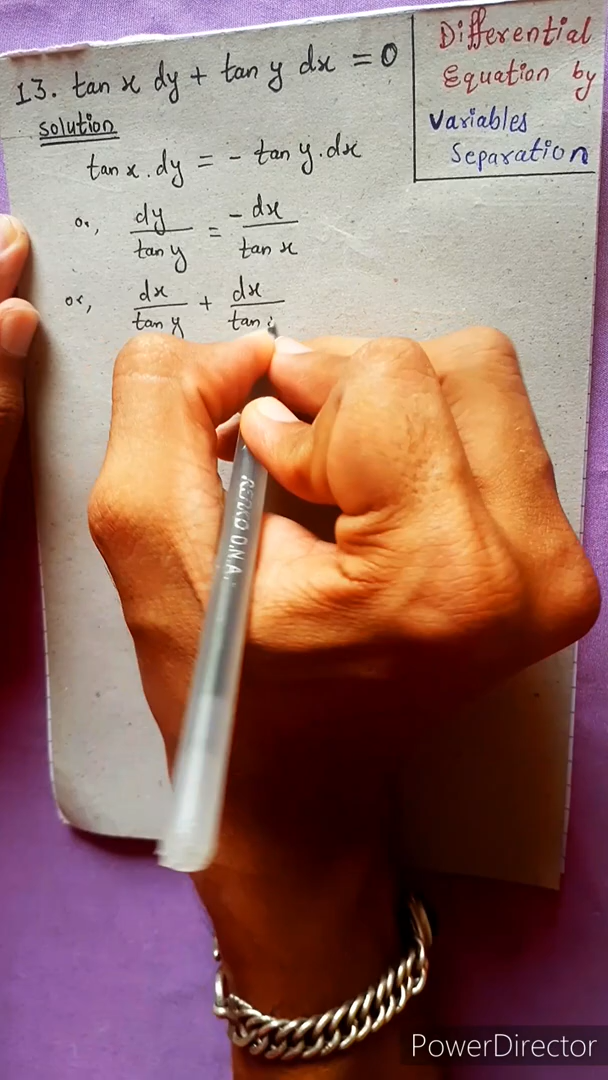 13. tan x dy + tan y dx = 0
Differential
Equation by
Variables
Separation
solution
tan x . dy = - tan y . dx
or, dy/tan y = -dx/tan x
or, dx/tan y + dx/tan
REBKO D.N.A.
PowerDirector